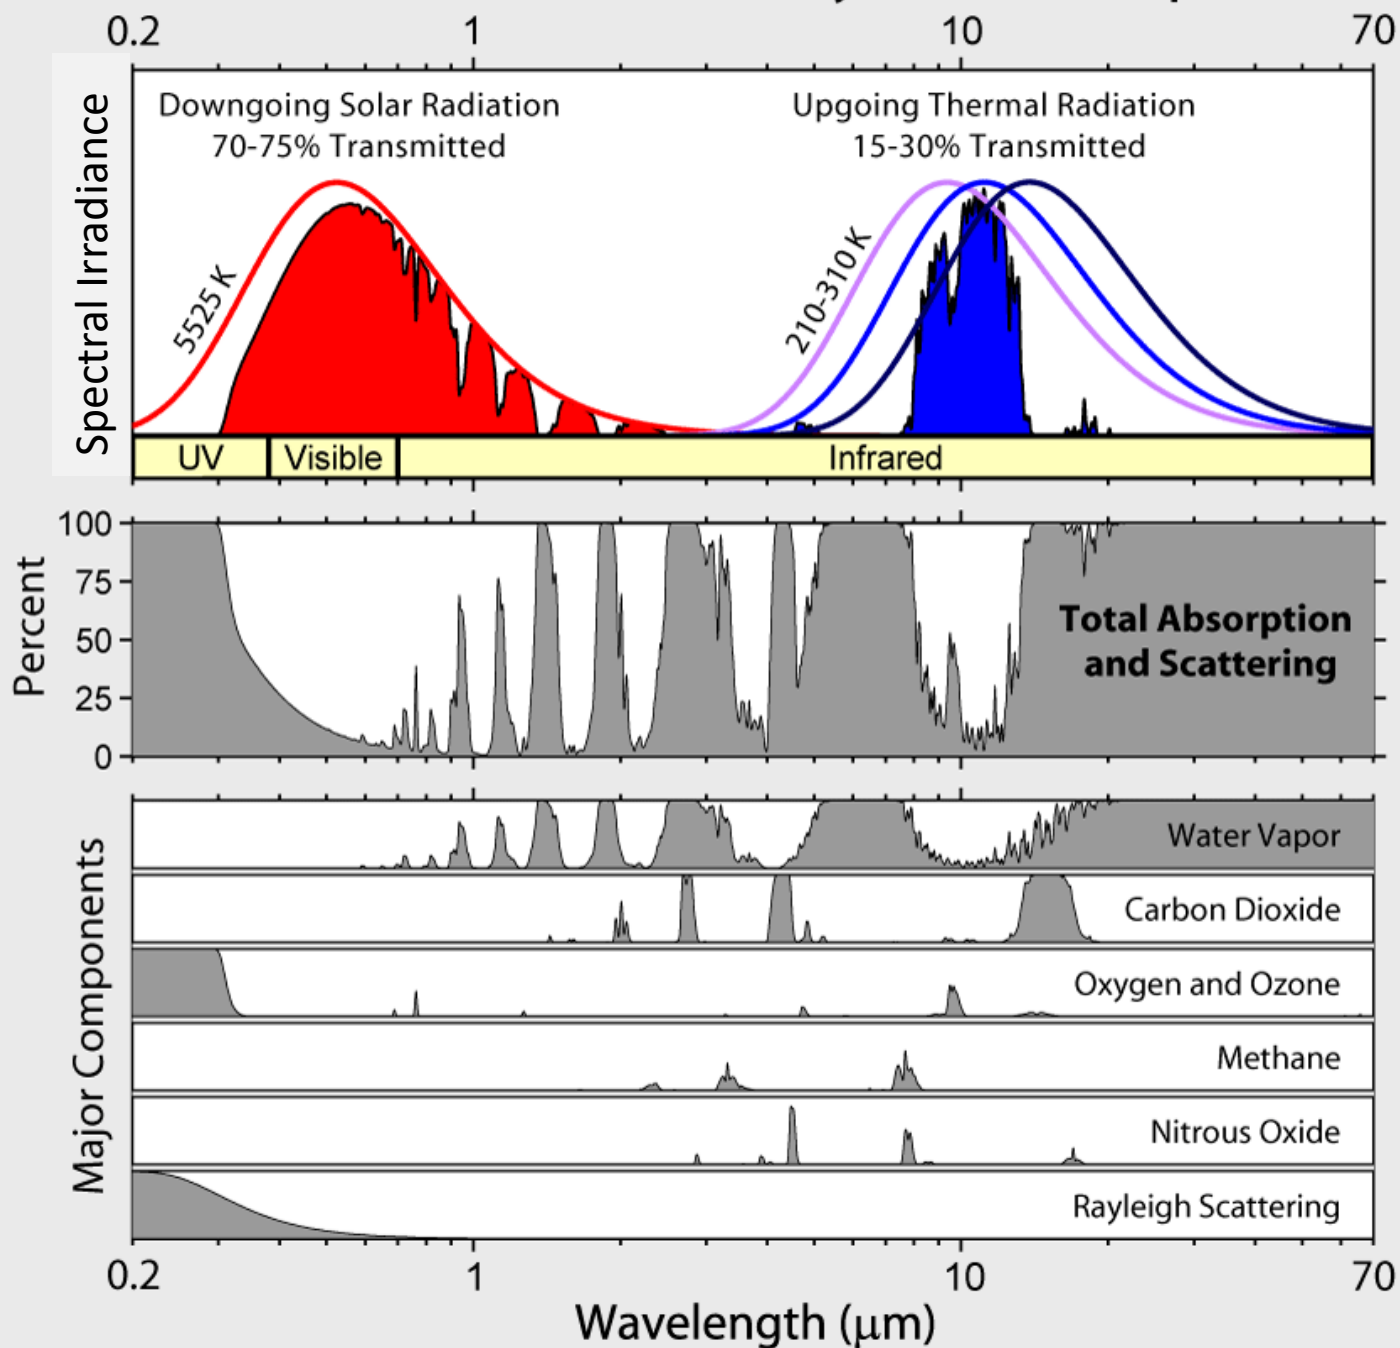 0.2 1 10 70
Spectral Irradiance
Downgoing Solar Radiation
70-75% Transmitted
Upgoing Thermal Radiation
15-30% Transmitted
5525 K
210-310 K
UV Visible Infrared
Percent
100
75
50
25
0
Total Absorption
and Scattering
Major Components
Water Vapor
Carbon Dioxide
Oxygen and Ozone
Methane
Nitrous Oxide
Rayleigh Scattering
0.2 1 10 70
Wavelength (μm)